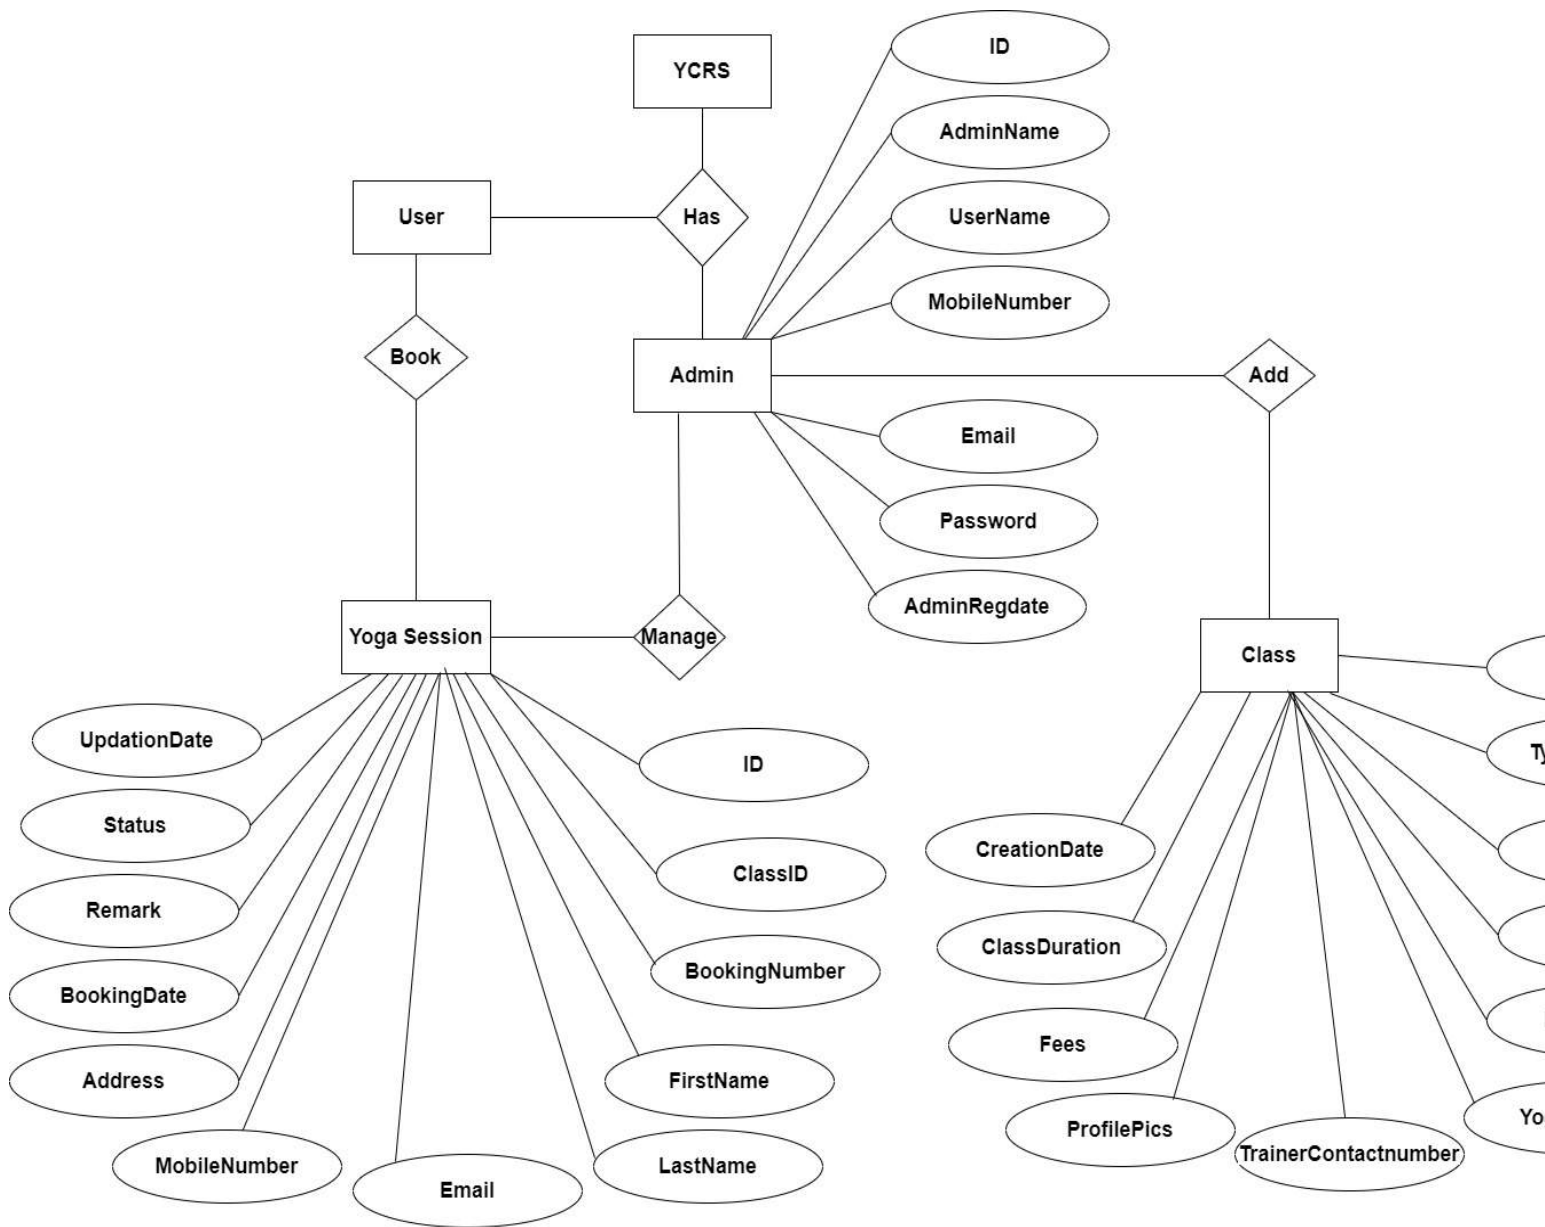 ID
YCRS
AdminName
User
Has
UserName
MobileNumber
Book
Admin
Add
Email
Password
AdminRegdate
Yoga Session
Manage
Class
UpdationDate
ID
Status
ClassID
CreationDate
Remark
BookingNumber
ClassDuration
BookingDate
Fees
Address
FirstName
ProfilePics
MobileNumber
LastName
TrainerContactnumber
Email